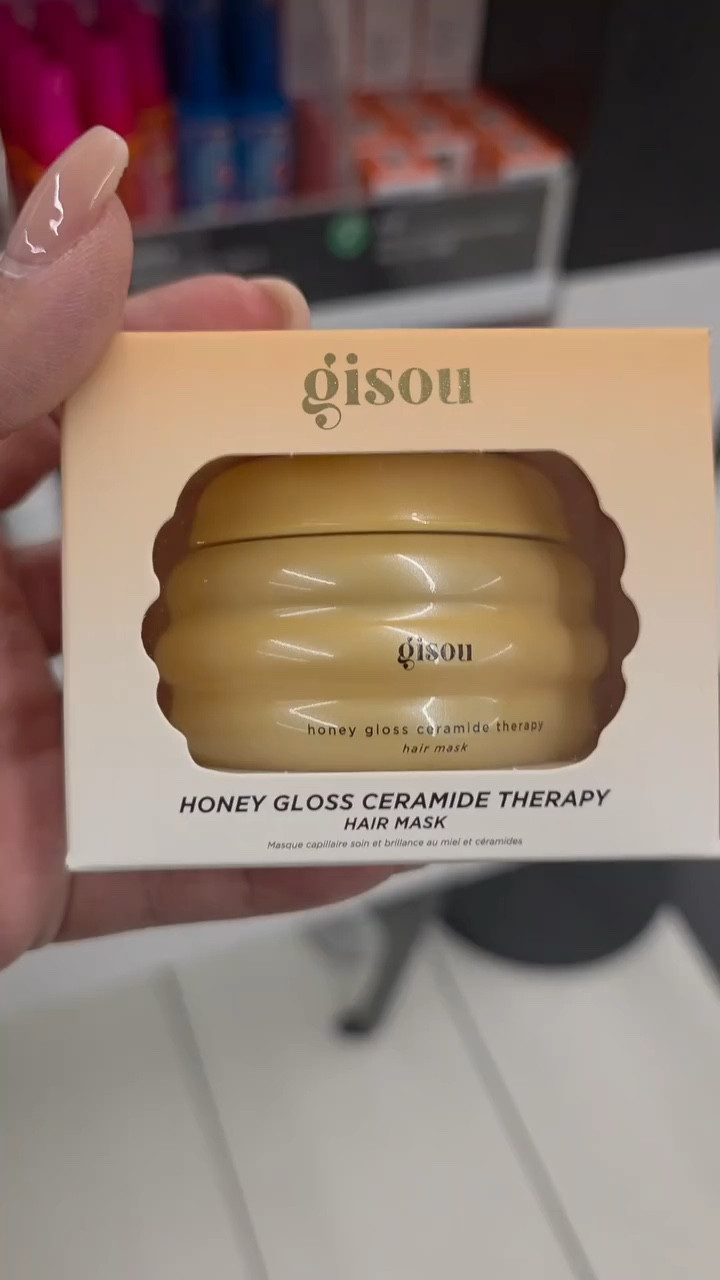 gisou
gisou
honey gloss ceramide therapy
hair mask
HONEY GLOSS CERAMIDE THERAPY
HAIR MASK
Masque capillaire soin et brillance au miel et céramides